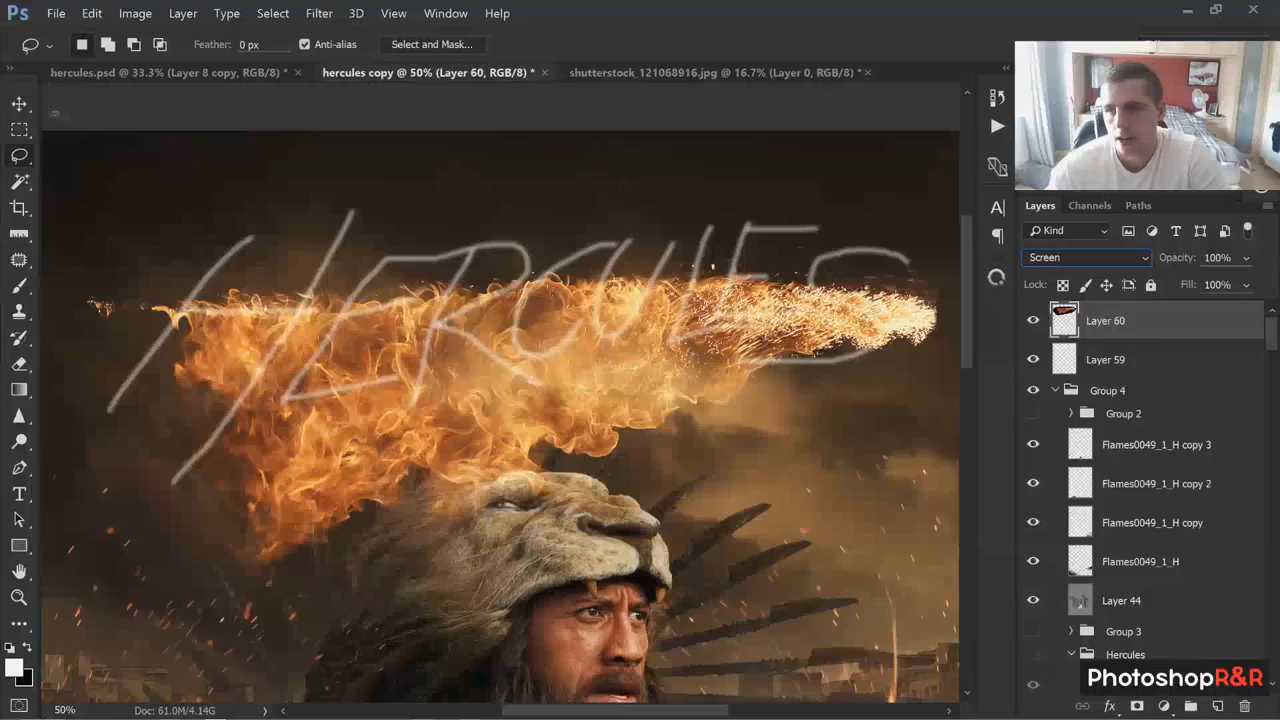 Ps File Edit Image Layer Type Select Filter 3D View Window Help
Feather: 0 px Anti-alias Select and Mask...
hercules.psd @ 33.3% (Layer 8 copy, RGB/8) * × hercules copy @ 50% (Layer 60, RGB/8) * × shutterstock_121068916.jpg @ 16.7% (Layer 0, RGB/8) * ×
HERCULES
Layers Channels Paths
Kind
Screen Opacity: 100%
Lock: Fill: 100%
Layer 60
Layer 59
Group 4
Group 2
Flames0049_1_H copy 3
Flames0049_1_H copy 2
Flames0049_1_H copy
Flames0049_1_H
Layer 44
Group 3
Hercules
PhotoshopR&R
50% Doc: 61.0M/4.14G